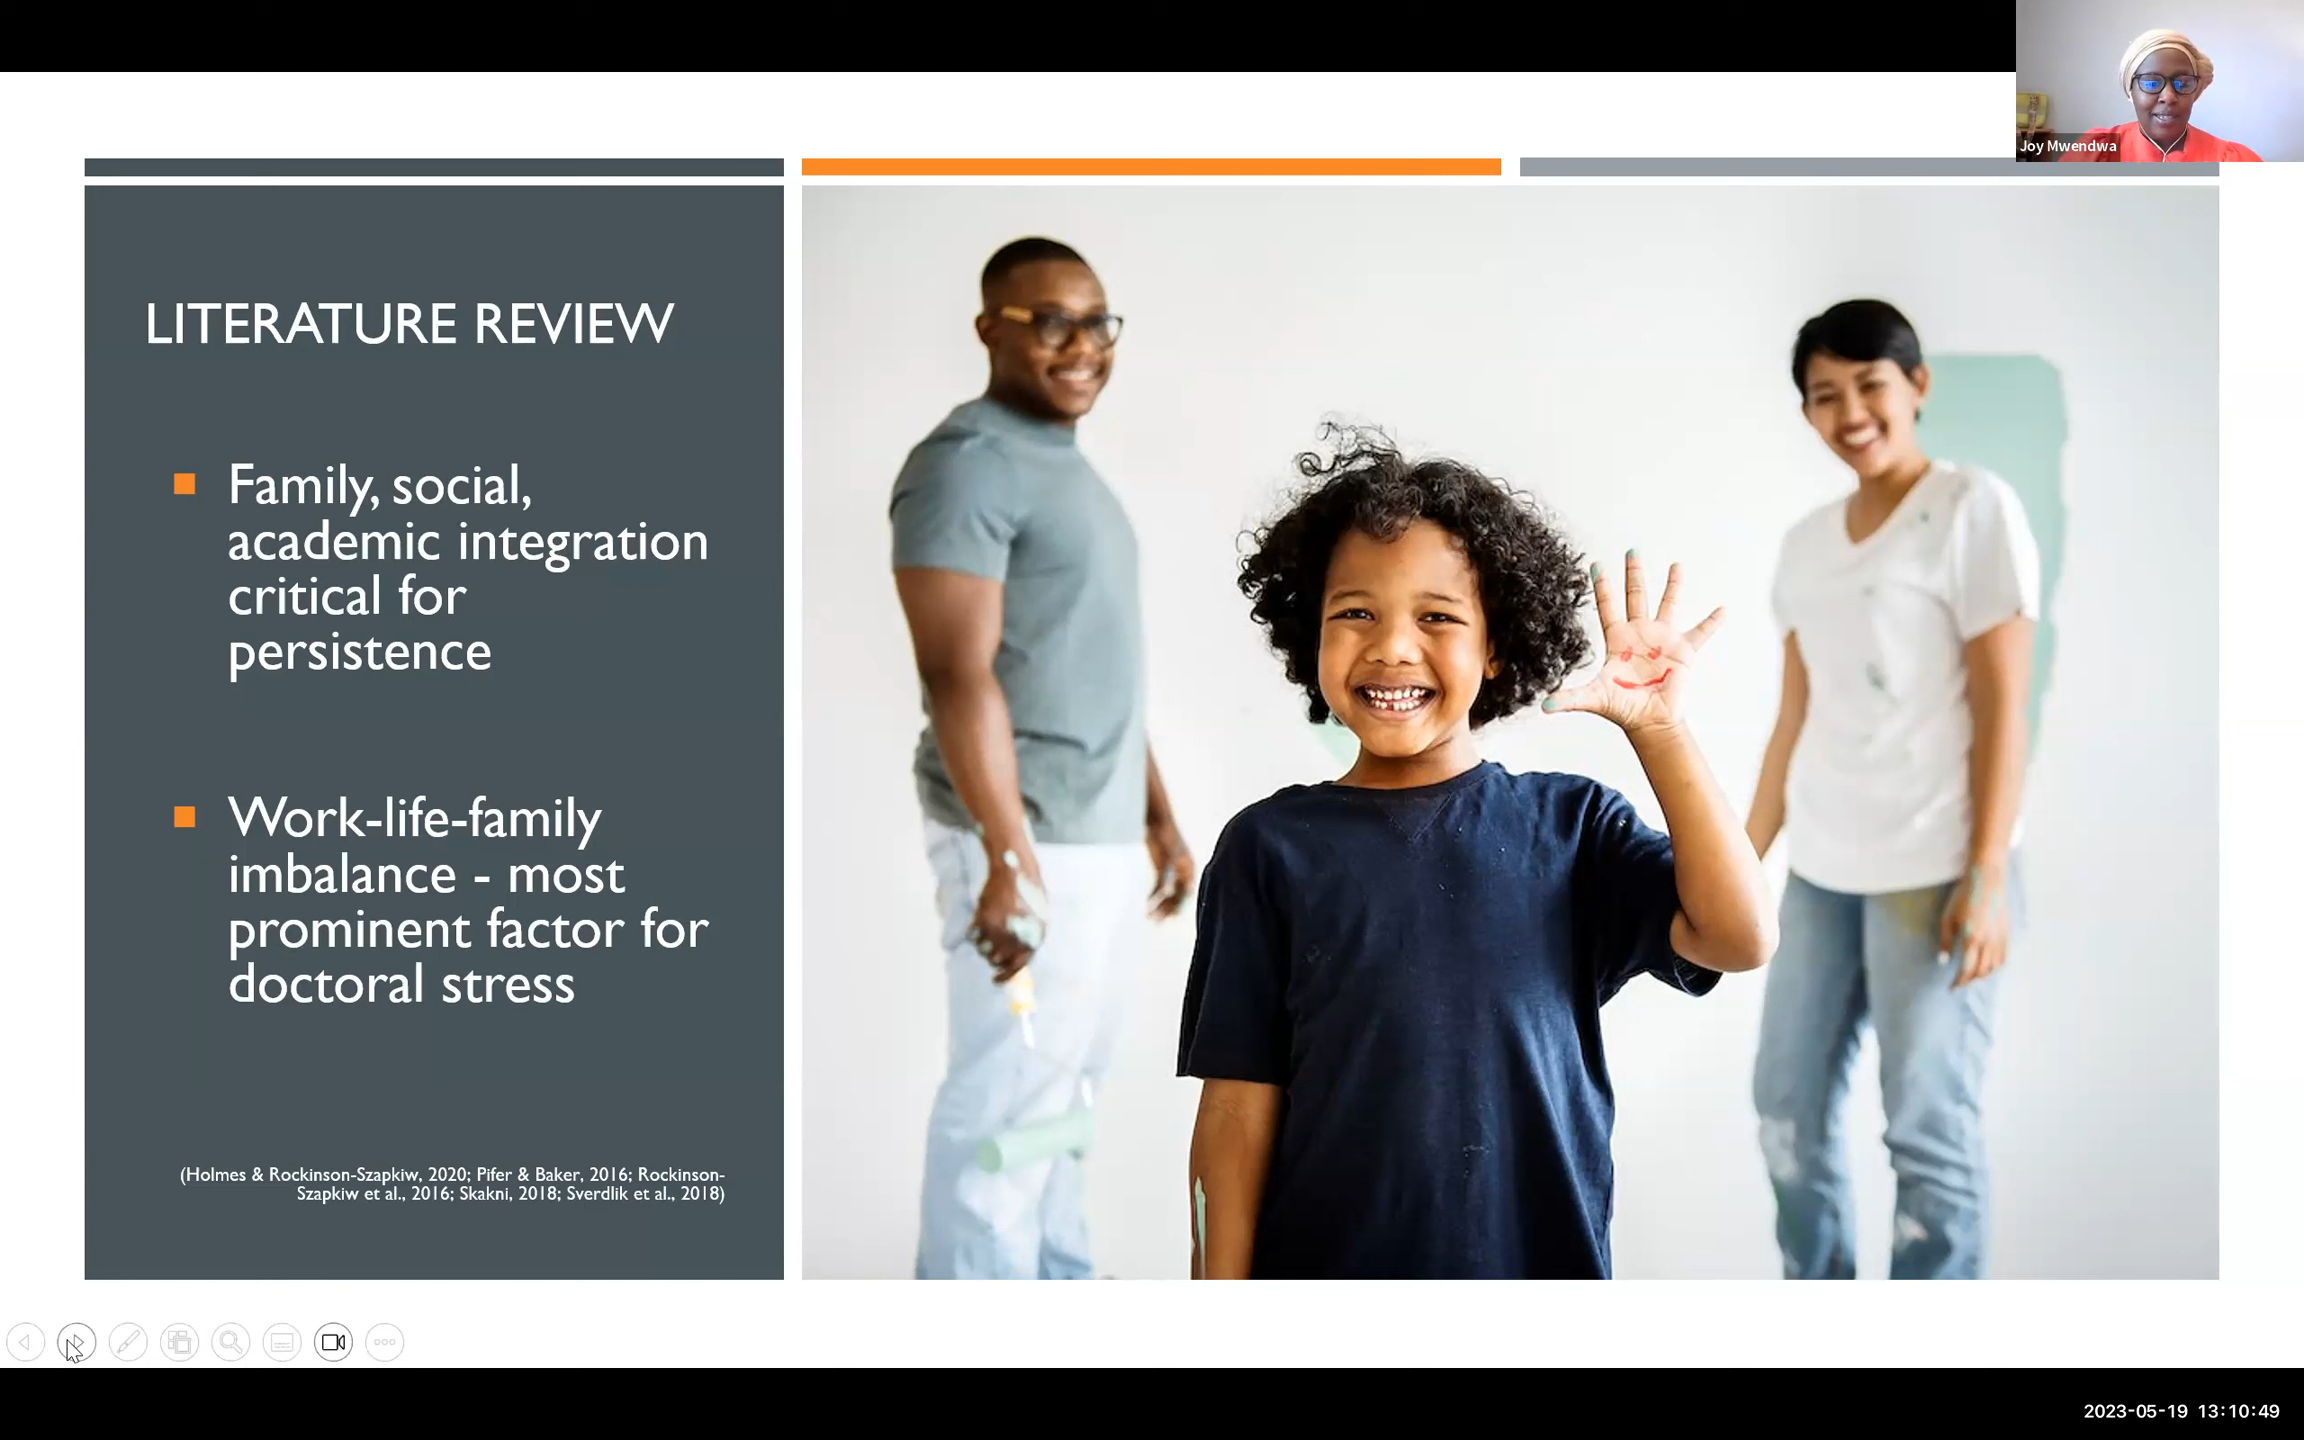 Joy Mwendwa
LITERATURE REVIEW
Family, social,
academic integration
critical for
persistence
Work-life-family
imbalance - most
prominent factor for
doctoral stress
(Holmes & Rockinson-Szapkiw, 2020; Pifer & Baker, 2016; Rockinson-
Szapkiw et al., 2016; Skakni, 2018; Sverdlik et al., 2018)
2023-05-19 13:10:49